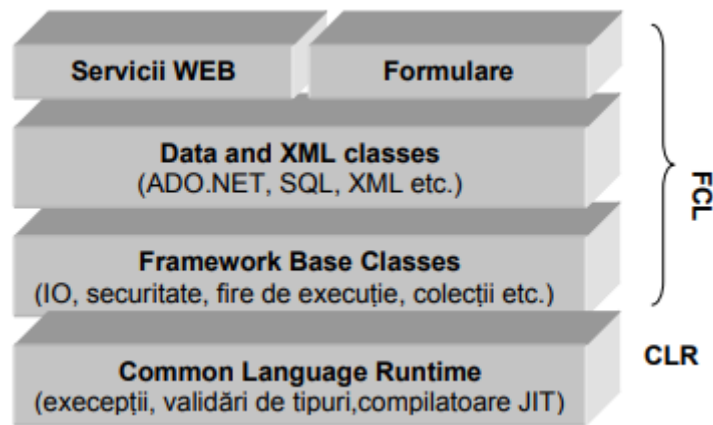 Servicii WEB
Formulare
Data and XML classes
(ADO.NET, SQL, XML etc.)
FCL
Framework Base Classes
(IO, securitate, fire de execuție, colecții etc.)
CLR
Common Language Runtime
(execepții, validări de tipuri,compilatoare JIT)